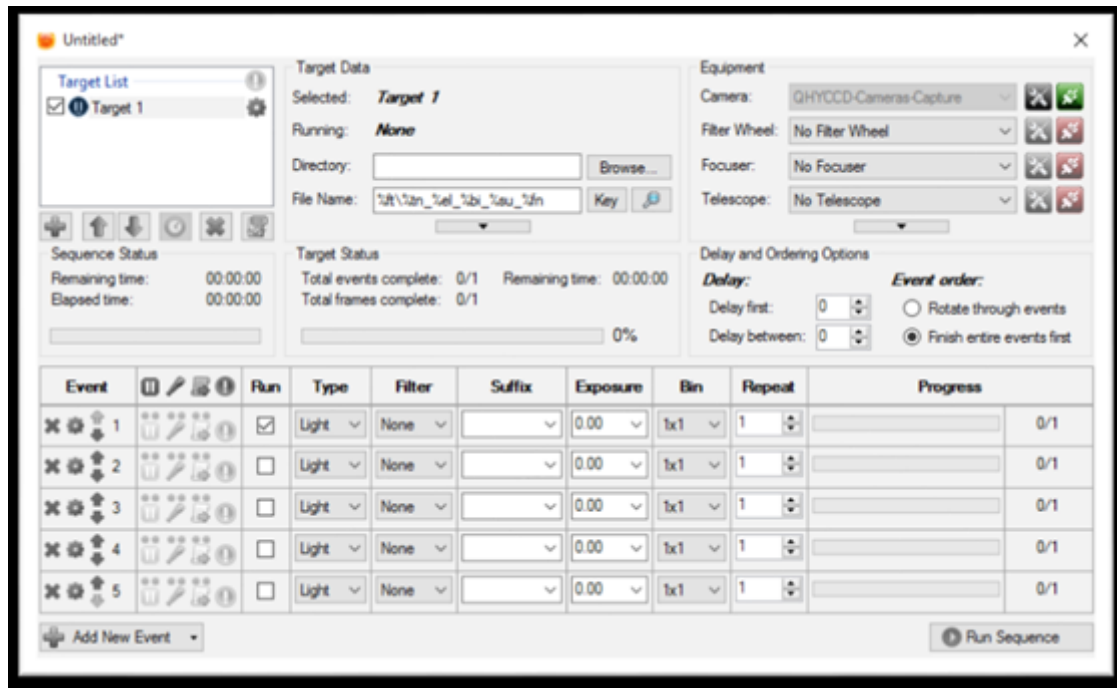 Untitled*
Target List
Target 1
Target Data
Selected: Target 1
Running: None
Directory: Browse...
File Name: %ft\%tn_%el_%bi_%su_%fn Key
Equipment
Camera: QHYCCD-Cameras-Capture
Filter Wheel: No Filter Wheel
Focuser: No Focuser
Telescope: No Telescope
Sequence Status
Remaining time: 00:00:00
Elapsed time: 00:00:00
Target Status
Total events complete: 0/1 Remaining time: 00:00:00
Total frames complete: 0/1
0%
Delay and Ordering Options
Delay: Event order:
Delay first: 0 Rotate through events
Delay between: 0 Finish entire events first
Event Run Type Filter Suffix Exposure Bin Repeat Progress
1 Light None 0.00 1x1 1 0/1
2 Light None 0.00 1x1 1 0/1
3 Light None 0.00 1x1 1 0/1
4 Light None 0.00 1x1 1 0/1
5 Light None 0.00 1x1 1 0/1
Add New Event Run Sequence